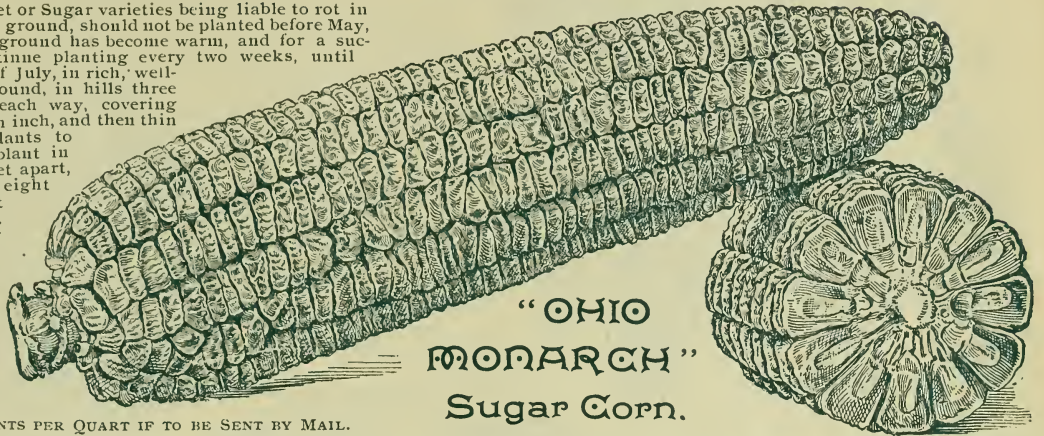 et or Sugar varieties being liable to rot in
ground, should not be planted before May,
ground has become warm, and for a suc-
tinue planting every two weeks, until
f July, in rich, well-
ound, in hills three
each way, covering
n inch, and then thin
lants to
plant in
et apart,
eight
"OHIO
MONARCH"
Sugar Corn.
NTS PER QUART IF TO BE SENT BY MAIL.